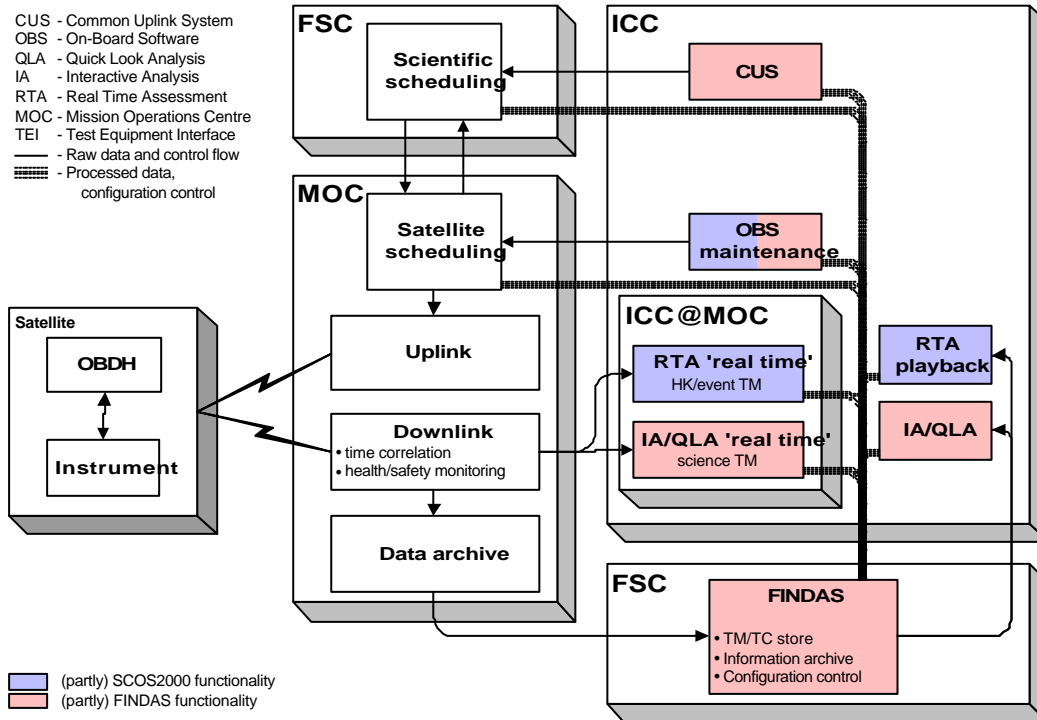 CUS - Common Uplink System
OBS - On-Board Software
QLA - Quick Look Analysis
IA - Interactive Analysis
RTA - Real Time Assessment
MOC - Mission Operations Centre
TEI - Test Equipment Interface
- Raw data and control flow
- Processed data,
configuration control
FSC
Scientific
scheduling
ICC
CUS
MOC
Satellite
scheduling
OBS
maintenance
Satellite
OBDH
Instrument
Uplink
Downlink
• time correlation
• health/safety monitoring
Data archive
ICC@MOC
RTA 'real time'
HK/event TM
IA/QLA 'real time'
science TM
RTA
playback
IA/QLA
FSC
FINDAS
• TM/TC store
• Information archive
• Configuration control
(partly) SCOS2000 functionality
(partly) FINDAS functionality